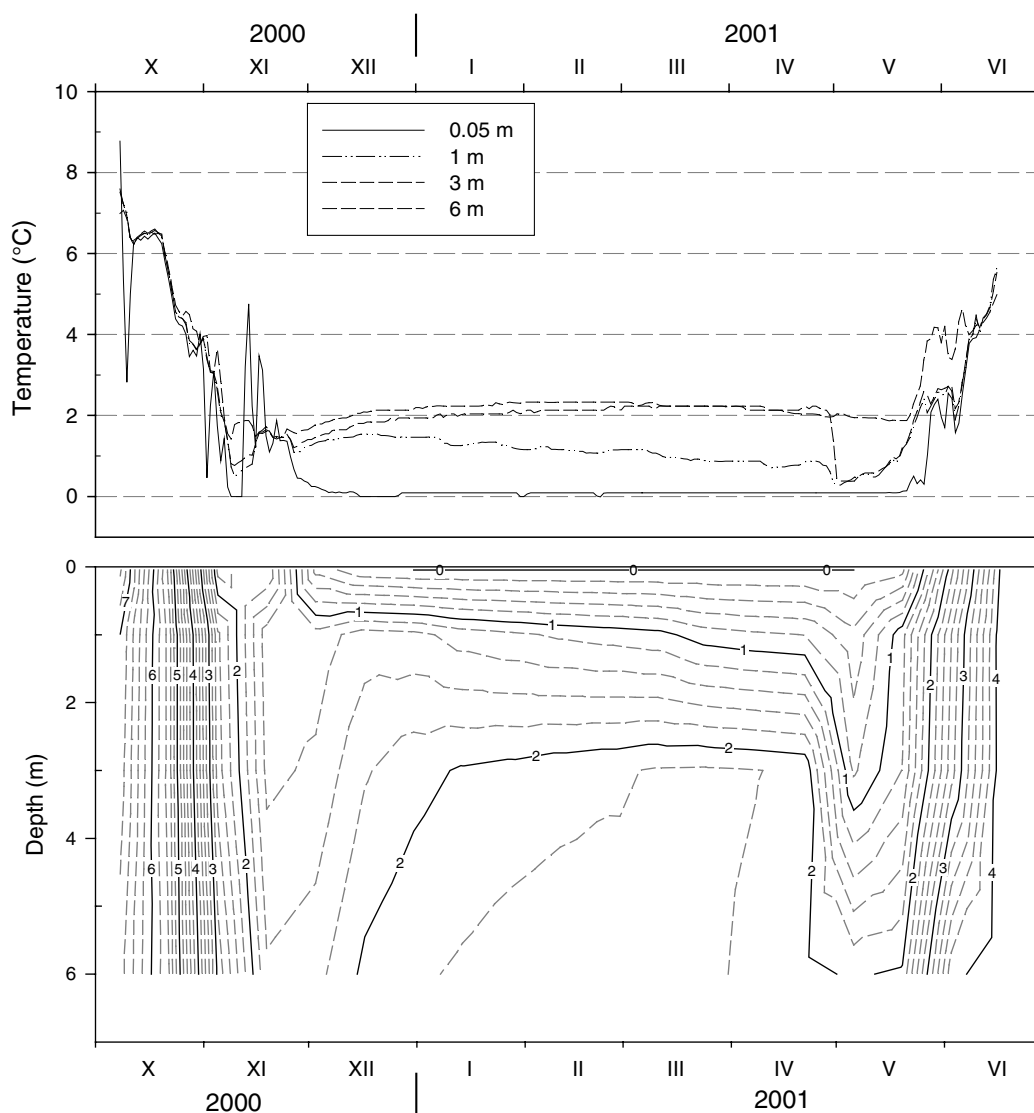 2000 2001
X XI XII I II III IV V VI
10
8
6
4
2
0
Temperature (°C)
0.05 m
1 m
3 m
6 m
0
2
4
6
Depth (m)
0 0 0
7
1 1 1 1 1
6 5 4 3 2 2 3 4
2 2 2
6 5 4 3 2 2 2 2 3 4
X XI XII I II III IV V VI
2000 2001